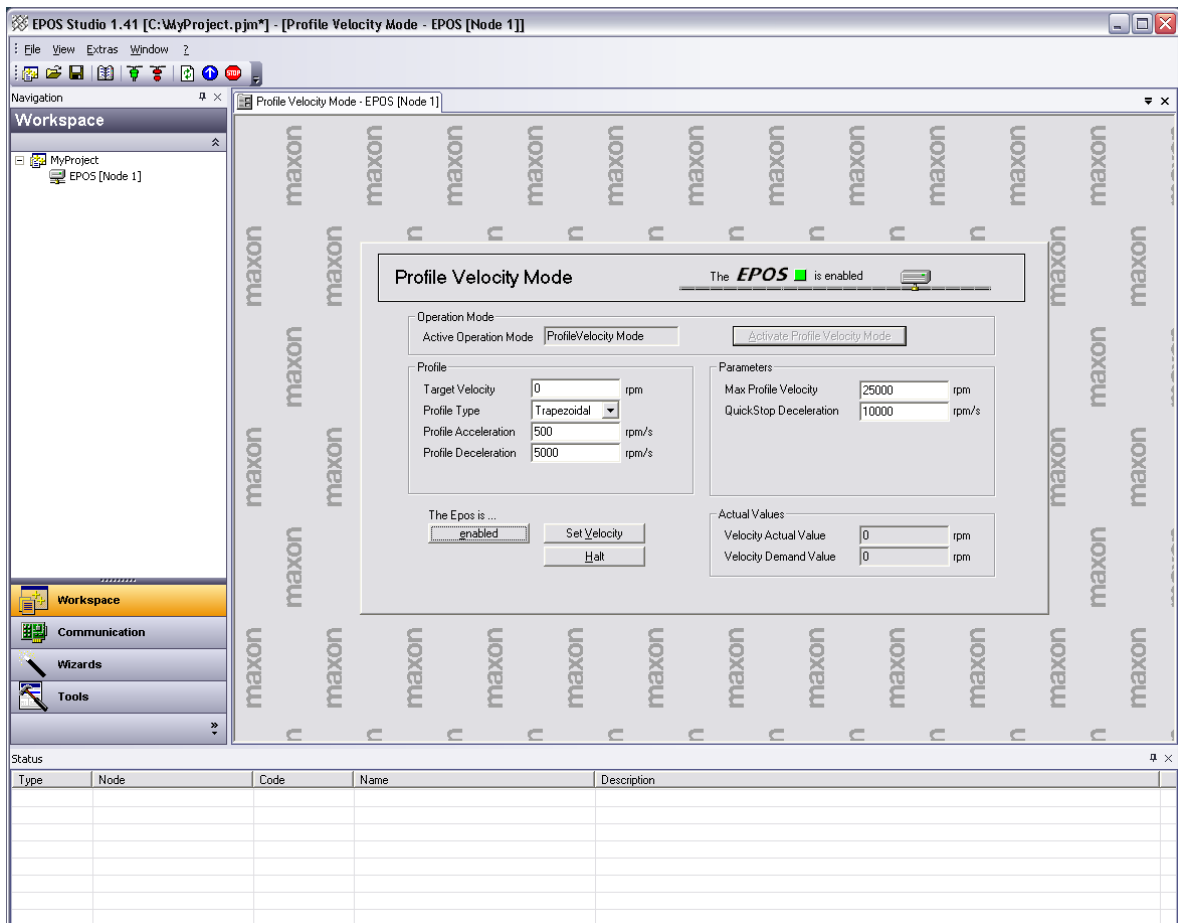 EPOS Studio 1.41 [C:\MyProject.pjm*] - [Profile Velocity Mode - EPOS [Node 1]]
File View Extras Window ?
STOP
Navigation
Workspace
MyProject
EPOS [Node 1]
Workspace
Communication
Wizards
Tools
Profile Velocity Mode - EPOS [Node 1]
maxon
Profile Velocity Mode
The EPOS is enabled
Operation Mode
Active Operation Mode ProfileVelocity Mode Activate Profile Velocity Mode
Profile
Target Velocity 0 rpm
Profile Type Trapezoidal
Profile Acceleration 500 rpm/s
Profile Deceleration 5000 rpm/s
Parameters
Max Profile Velocity 25000 rpm
QuickStop Deceleration 10000 rpm/s
The Epos is ...
enabled Set Velocity
Halt
Actual Values
Velocity Actual Value 0 rpm
Velocity Demand Value 0 rpm
Status
Type Node Code Name Description